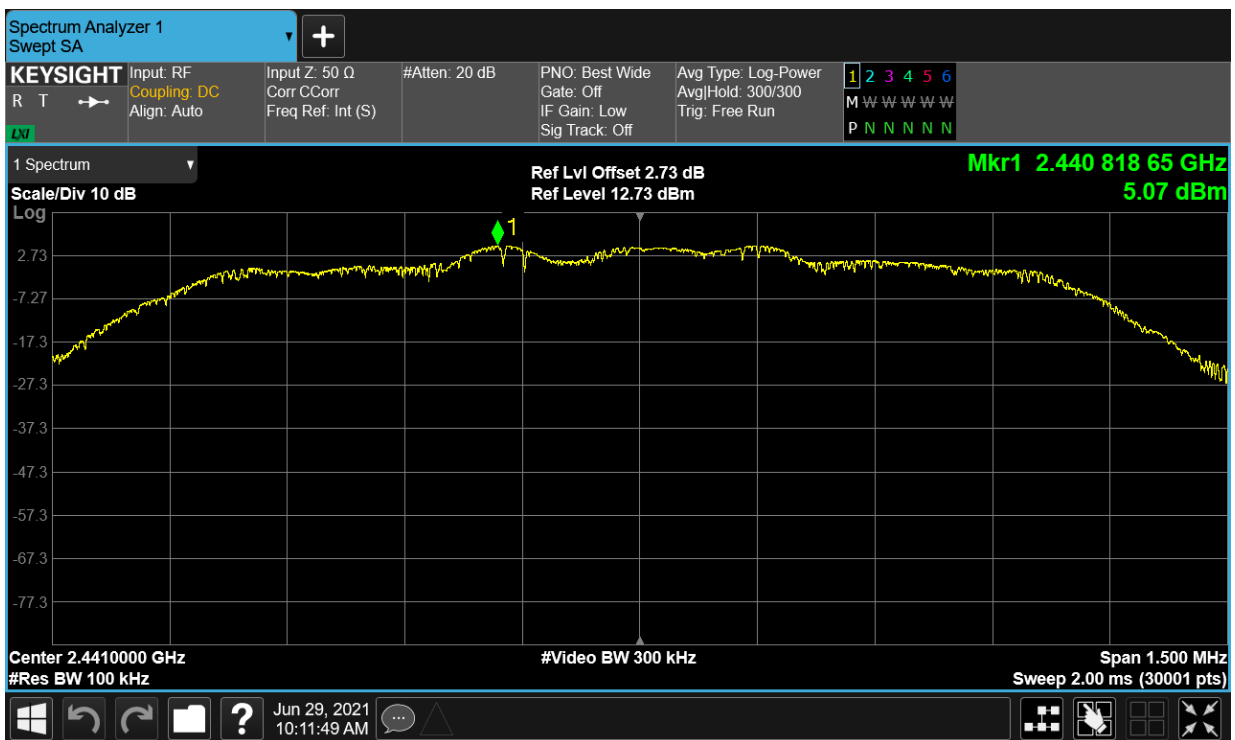 Spectrum Analyzer 1
Swept SA
KEYSIGHT
R T
LXI
Input: RF
Coupling: DC
Align: Auto
Input Z: 50 Ω
Corr CCorr
Freq Ref: Int (S)
#Atten: 20 dB
PNO: Best Wide
Gate: Off
IF Gain: Low
Sig Track: Off
Avg Type: Log-Power
Avg|Hold: 300/300
Trig: Free Run
1 2 3 4 5 6
M W W W W W
P N N N N N
1 Spectrum
Scale/Div 10 dB
Log
Ref Lvl Offset 2.73 dB
Ref Level 12.73 dBm
Mkr1 2.440 818 65 GHz
5.07 dBm
1
2.73
-7.27
-17.3
-27.3
-37.3
-47.3
-57.3
-67.3
-77.3
Center 2.4410000 GHz
#Res BW 100 kHz
#Video BW 300 kHz
Span 1.500 MHz
Sweep 2.00 ms (30001 pts)
?
Jun 29, 2021
10:11:49 AM